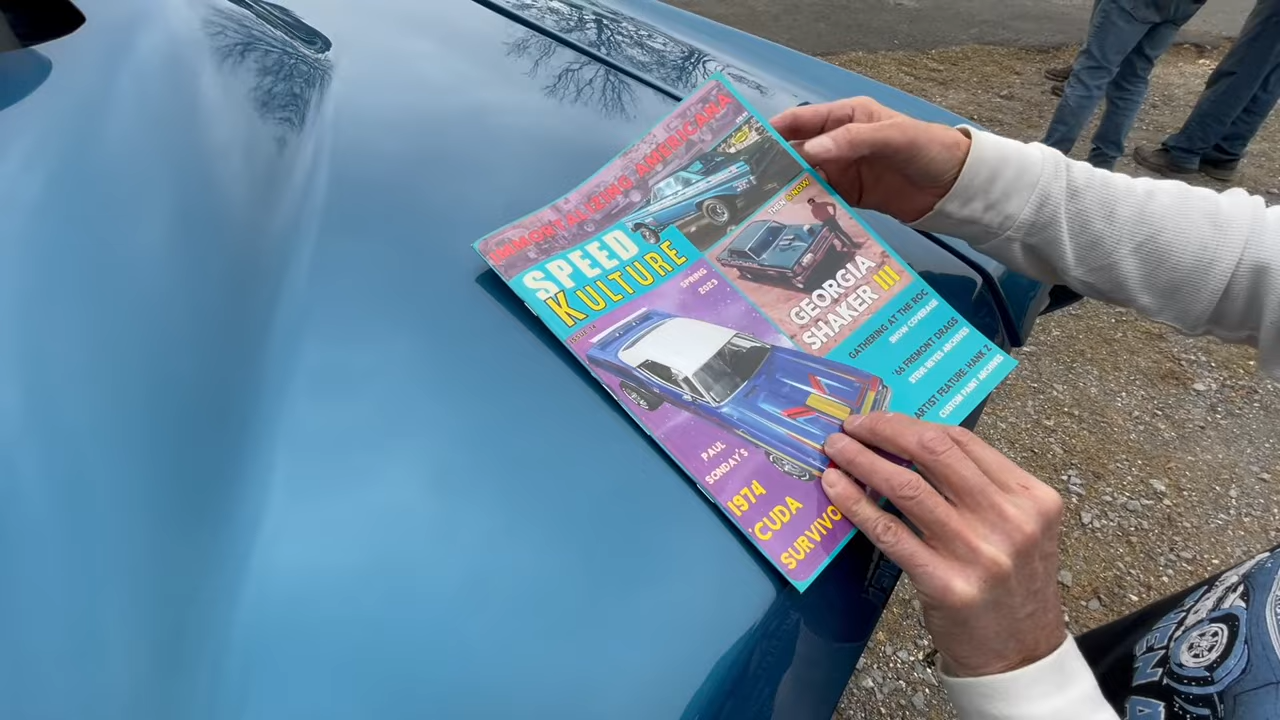 IMMORTALIZING AMERICANA
SPEED
KULTURE
SPRING
2023
THEN & NOW
GEORGIA
SHAKER III
GATHERING AT THE ROC
SHOW COVERAGE
'66 FREMONT DRAGS
STEVE REYES ARCHIVES
ARTIST FEATURE: HANK Z
CUSTOM PAINT ARCHIVES
PAUL
SONDAY'S
1974
'CUDA
SURVIVO